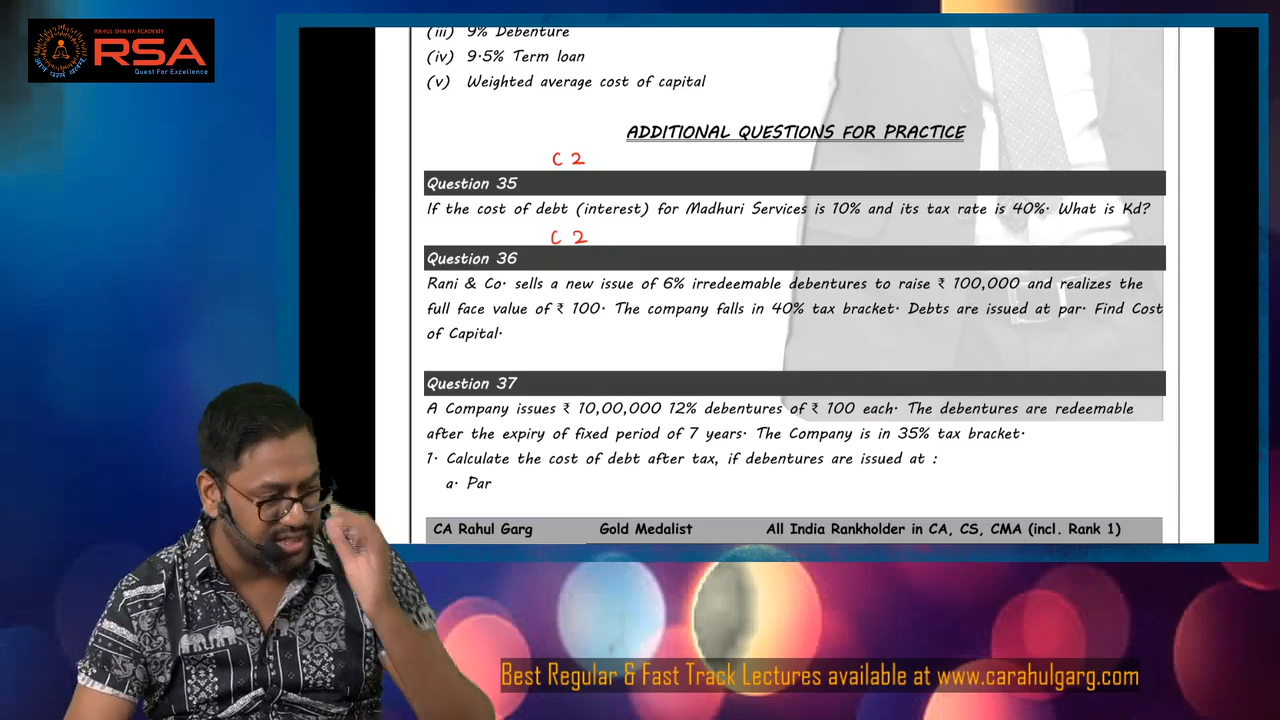 RAHUL SHIKHA ACADEMY
RSA
Quest For Excellence
(iii) 9% Debenture
(iv) 9.5% Term loan
(v) Weighted average cost of capital
ADDITIONAL QUESTIONS FOR PRACTICE
C 2
Question 35
If the cost of debt (interest) for Madhuri Services is 10% and its tax rate is 40%. What is Kd?
C 2
Question 36
Rani & Co. sells a new issue of 6% irredeemable debentures to raise ₹ 100,000 and realizes the
full face value of ₹ 100. The company falls in 40% tax bracket. Debts are issued at par. Find Cost
of Capital.
Question 37
A Company issues ₹ 10,00,000 12% debentures of ₹ 100 each. The debentures are redeemable
after the expiry of fixed period of 7 years. The Company is in 35% tax bracket.
1. Calculate the cost of debt after tax, if debentures are issued at :
a. Par
CA Rahul Garg Gold Medalist All India Rankholder in CA, CS, CMA (incl. Rank 1)
Best Regular & Fast Track Lectures available at www.carahulgarg.com